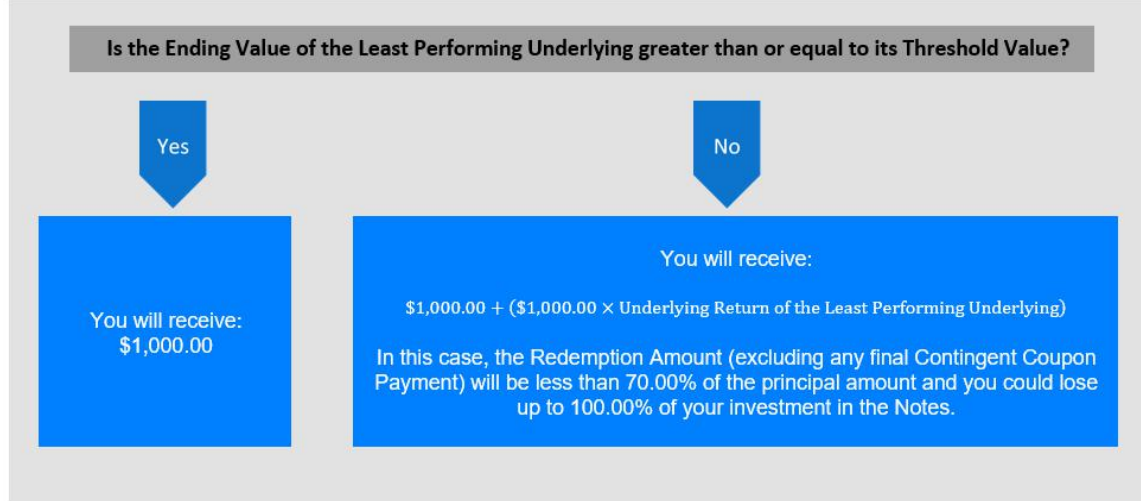 Is the Ending Value of the Least Performing Underlying greater than or equal to its Threshold Value?
Yes
No
You will receive:
$1,000.00
You will receive:
$1,000.00 + ($1,000.00 × Underlying Return of the Least Performing Underlying)
In this case, the Redemption Amount (excluding any final Contingent Coupon
Payment) will be less than 70.00% of the principal amount and you could lose
up to 100.00% of your investment in the Notes.